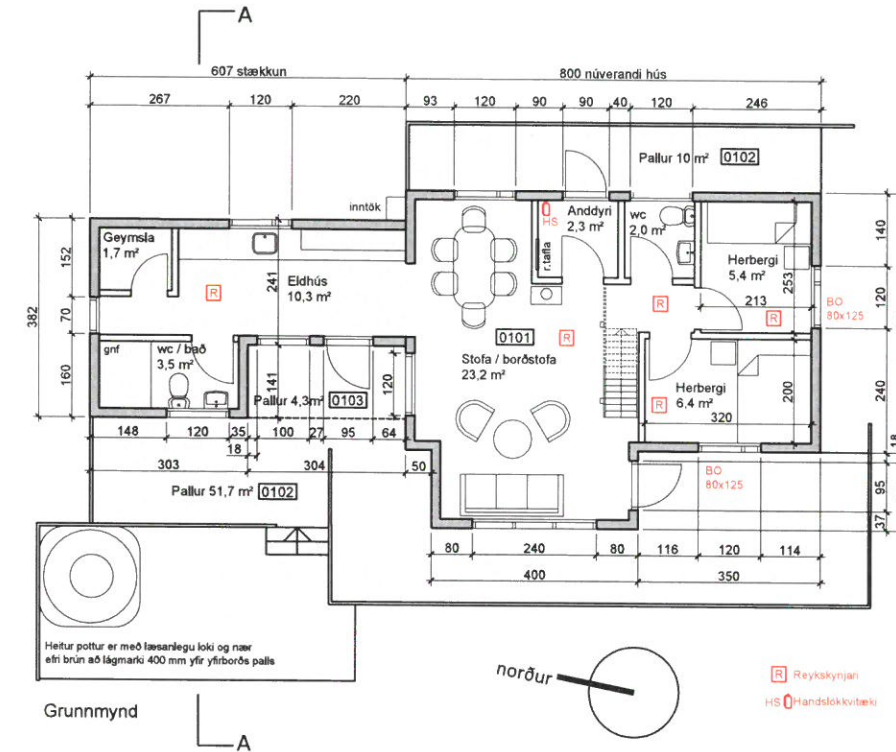 A
607 stækkun
800 núverandi hús
267 120 220 93 120 90 90 40 120 246
Pallur 10 m² 0102
inntök
Geymsla
1,7 m²
Eldhús
10,3 m²
HS
r.tafla
Anddyri
2,3 m²
wc
2,0 m²
Herbergi
5,4 m²
253
213
140
120
240
18
95
37
BO
80x125
382
152
70
160
241
R
R
R
R
R
0101
Stofa / borðstofa
23,2 m²
gnf
wc / bað
3,5 m²
141
Pallur 4,3m² 0103
120
Herbergi
6,4 m²
200
320
148 120 35 100 27 95 64
18
303 304 50
BO
80x125
Pallur 51,7 m² 0102
80 240 80 116 120 114
400 350
Heitur pottur er með læsanlegu loki og nær
efri brún að lágmarki 400 mm yfir yfirborðs palls
norður
R Reykskynjari
HS Handslökkvitæki
Grunnmynd
A